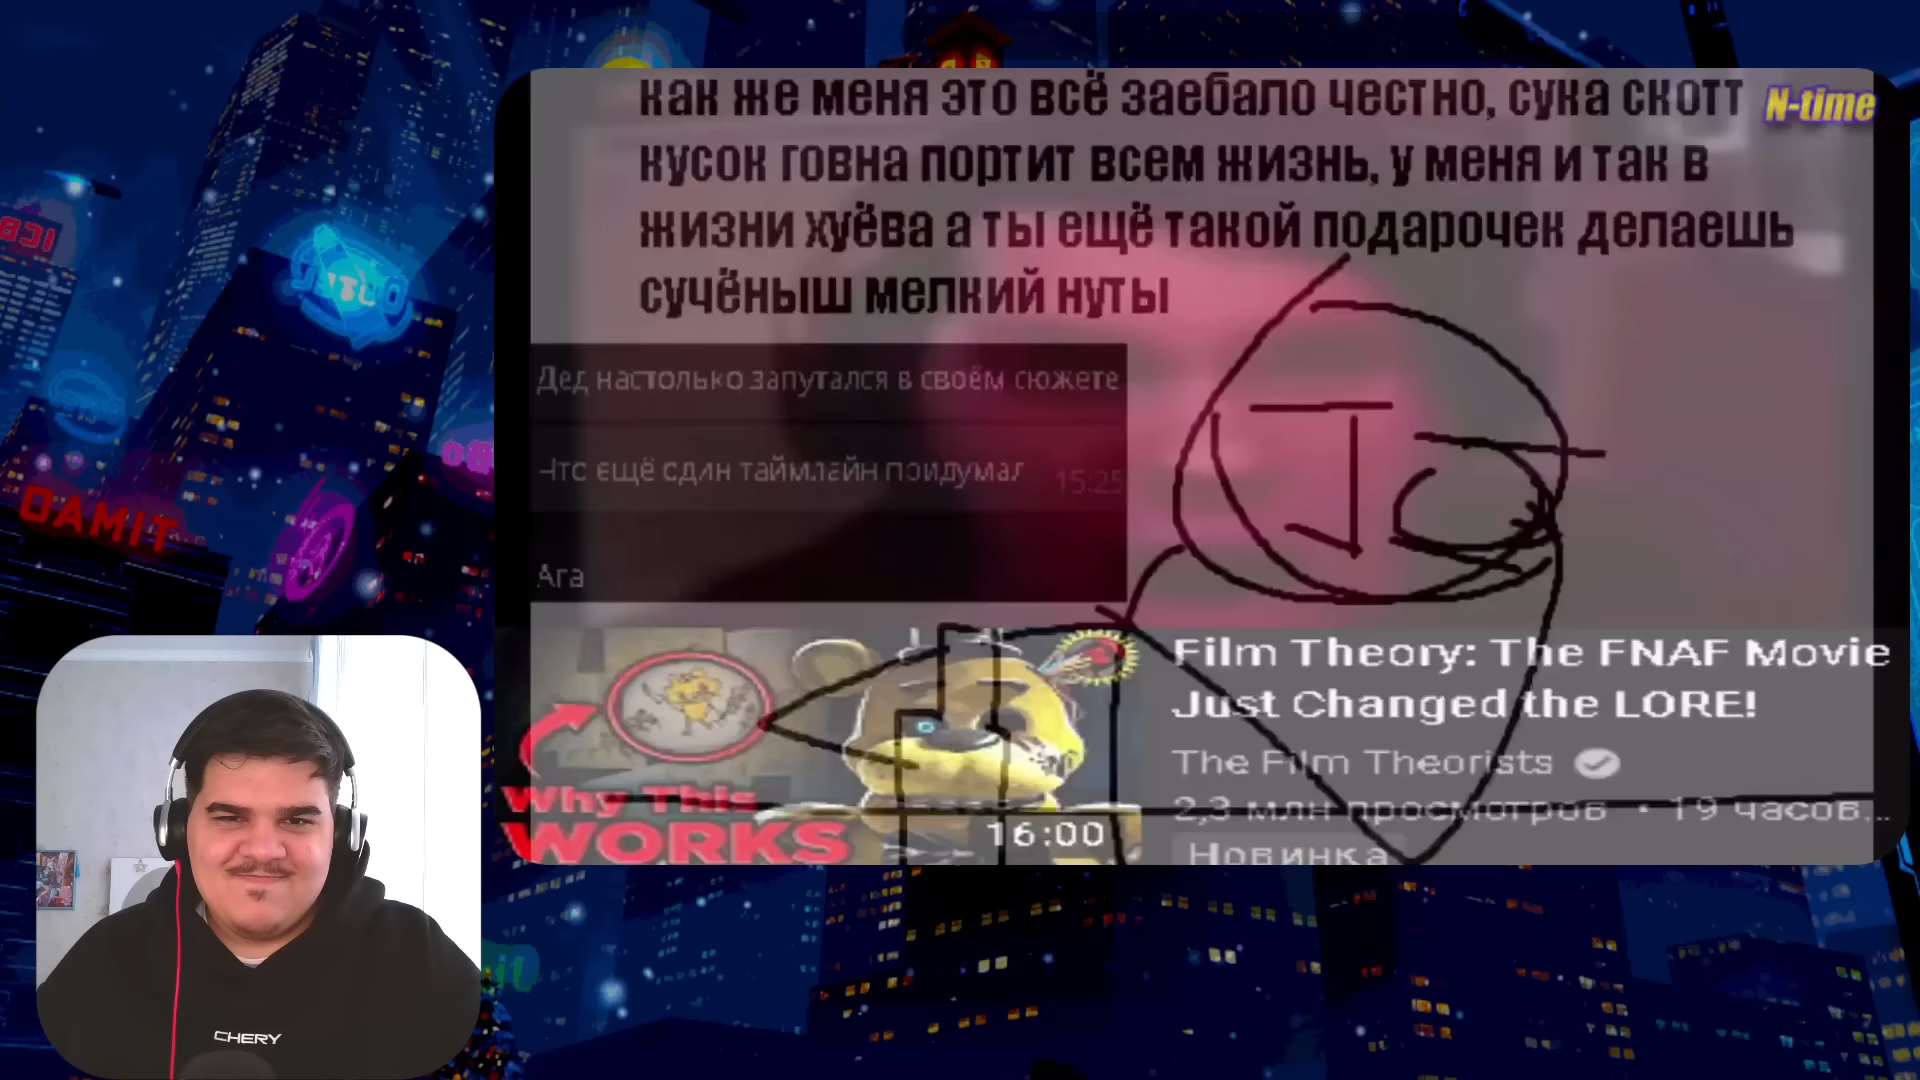 как же меня это всё заебало честно, сука скотт
N-time
кусок говна портит всем жизнь, у меня и так в
жизни хуёва а ты ещё такой подарочек делаешь
сучёныш мелкий нуты
Дед настолько запутался в своём сюжете
Что ещё один таймлайн придумал
15:25
Ага
Film Theory: The FNAF Movie
Just Changed the LORE!
The Film Theorists
2,3 млн просмотров • 19 часов...
Новинка
Why This
WORKS
16:00
CHERY